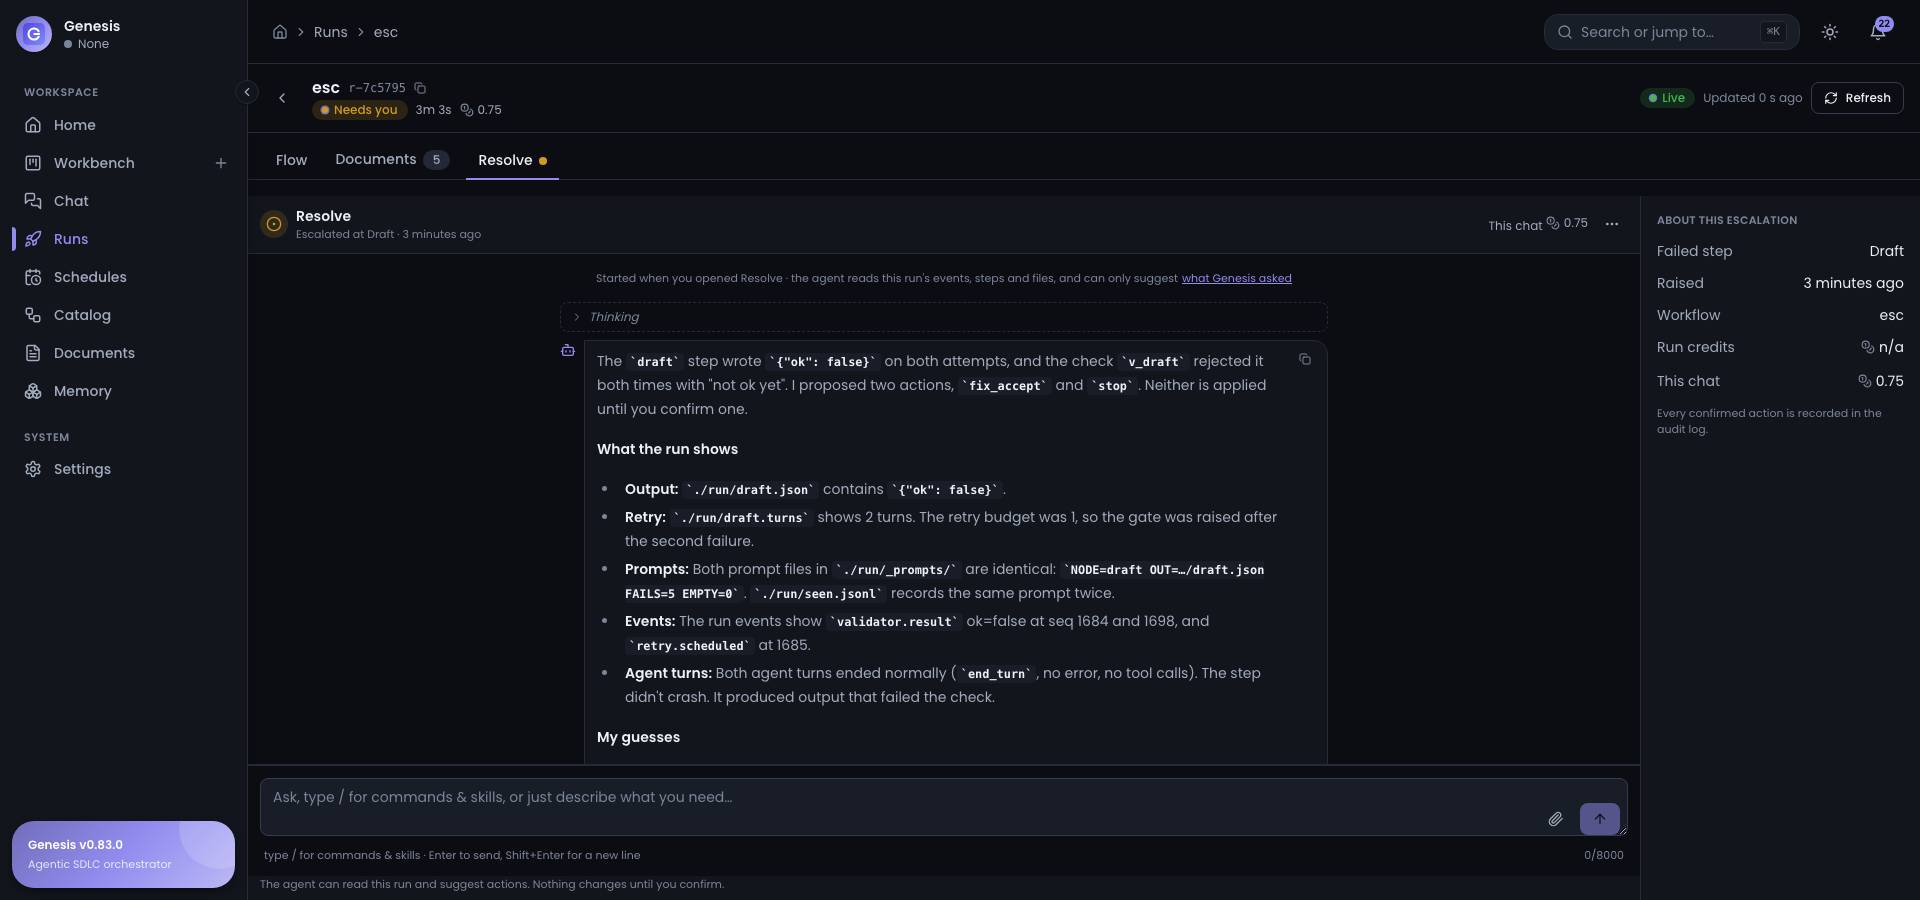 Genesis
None
WORKSPACE
Home
Workbench
Chat
Runs
Schedules
Catalog
Documents
Memory
SYSTEM
Settings
Genesis v0.83.0
Agentic SDLC orchestrator
Runs
esc
Search or jump to...
⌘K
22
esc r-7c5795
Needs you 3m 3s 0.75
Live Updated 0 s ago Refresh
Flow Documents 5 Resolve
Resolve
Escalated at Draft · 3 minutes ago
This chat 0.75
Started when you opened Resolve · the agent reads this run's events, steps and files, and can only suggest what Genesis asked
Thinking
The `draft` step wrote `{"ok": false}` on both attempts, and the check `v_draft` rejected it
both times with "not ok yet". I proposed two actions, `fix_accept` and `stop`. Neither is applied
until you confirm one.
What the run shows
• Output: `./run/draft.json` contains `{"ok": false}`.
• Retry: `./run/draft.turns` shows 2 turns. The retry budget was 1, so the gate was raised after
the second failure.
• Prompts: Both prompt files in `./run/_prompts/` are identical: `NODE=draft OUT=…/draft.json
FAILS=5 EMPTY=0`. `./run/seen.jsonl` records the same prompt twice.
• Events: The run events show `validator.result` ok=false at seq 1684 and 1698, and
`retry.scheduled` at 1685.
• Agent turns: Both agent turns ended normally (`end_turn`, no error, no tool calls). The step
didn't crash. It produced output that failed the check.
My guesses
Ask, type / for commands & skills, or just describe what you need...
type / for commands & skills · Enter to send, Shift+Enter for a new line
0/8000
The agent can read this run and suggest actions. Nothing changes until you confirm.
ABOUT THIS ESCALATION
Failed step Draft
Raised 3 minutes ago
Workflow esc
Run credits n/a
This chat 0.75
Every confirmed action is recorded in the
audit log.